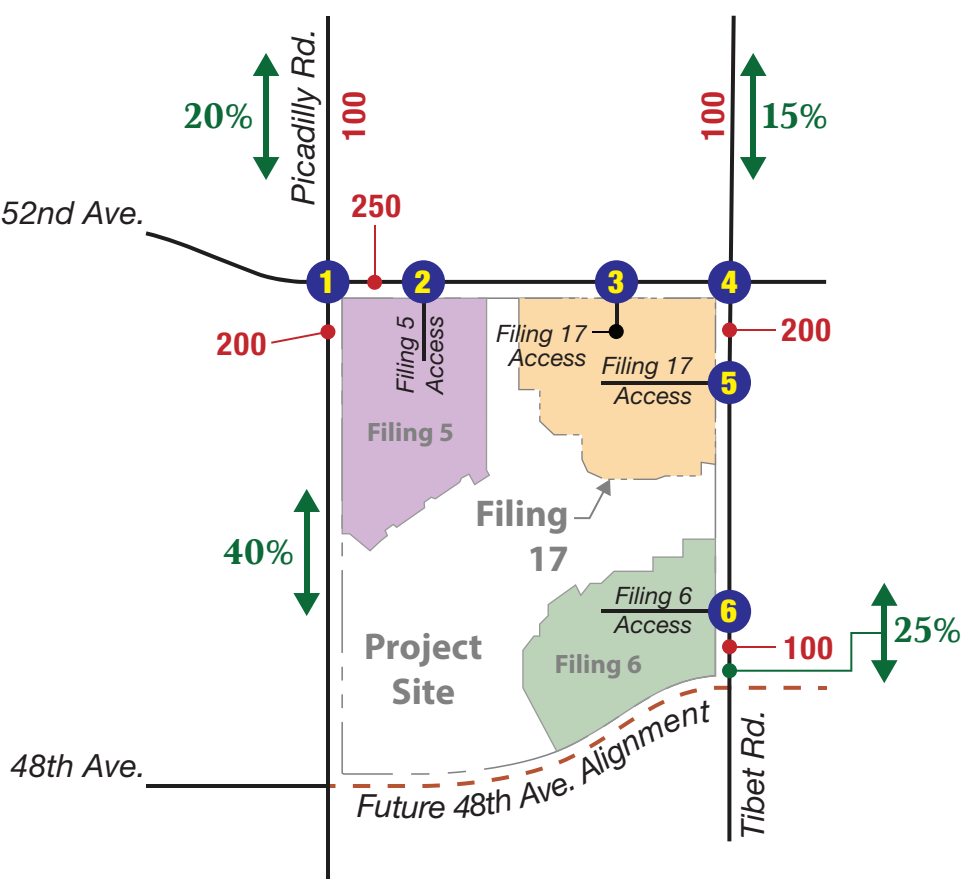 Picadilly Rd.
20%
100
100
15%
52nd Ave.
250
1
2
3
4
200
Filing 5
Access
Filing 17
Access
200
Filing 17
Access
5
Filing 5
Filing
17
40%
Filing 6
Access
6
25%
100
Project
Site
Filing 6
48th Ave.
Future 48th Ave. Alignment
Tibet Rd.